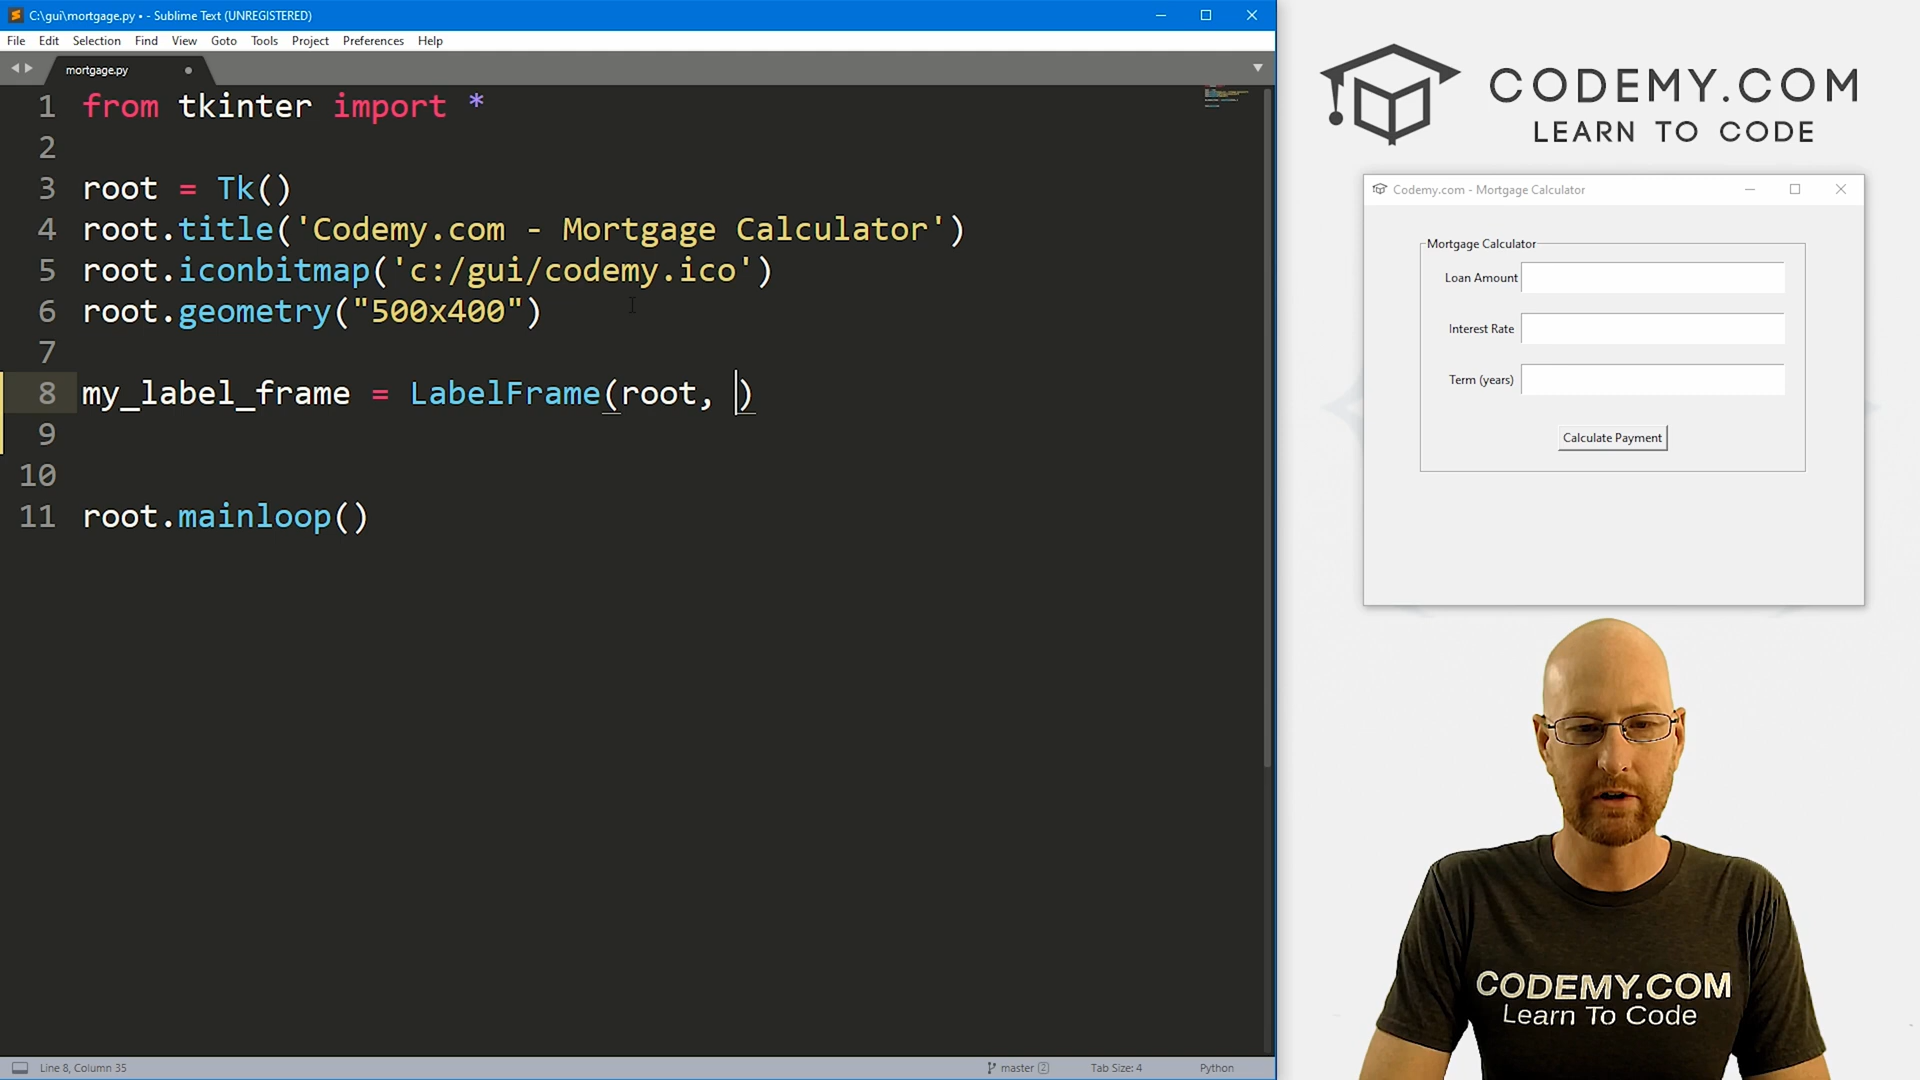 C:\gui\mortgage.py • - Sublime Text (UNREGISTERED)
File Edit Selection Find View Goto Tools Project Preferences Help
mortgage.py
1 from tkinter import *
2
3 root = Tk()
4 root.title('Codemy.com - Mortgage Calculator')
5 root.iconbitmap('c:/gui/codemy.ico')
6 root.geometry("500x400")
7
8 my_label_frame = LabelFrame(root, )
9
10
11 root.mainloop()
Line 8, Column 35
master 2
Tab Size: 4
Python
CODEMY.COM
LEARN TO CODE
Codemy.com - Mortgage Calculator
Mortgage Calculator
Loan Amount
Interest Rate
Term (years)
Calculate Payment
CODEMY.COM
Learn To Code